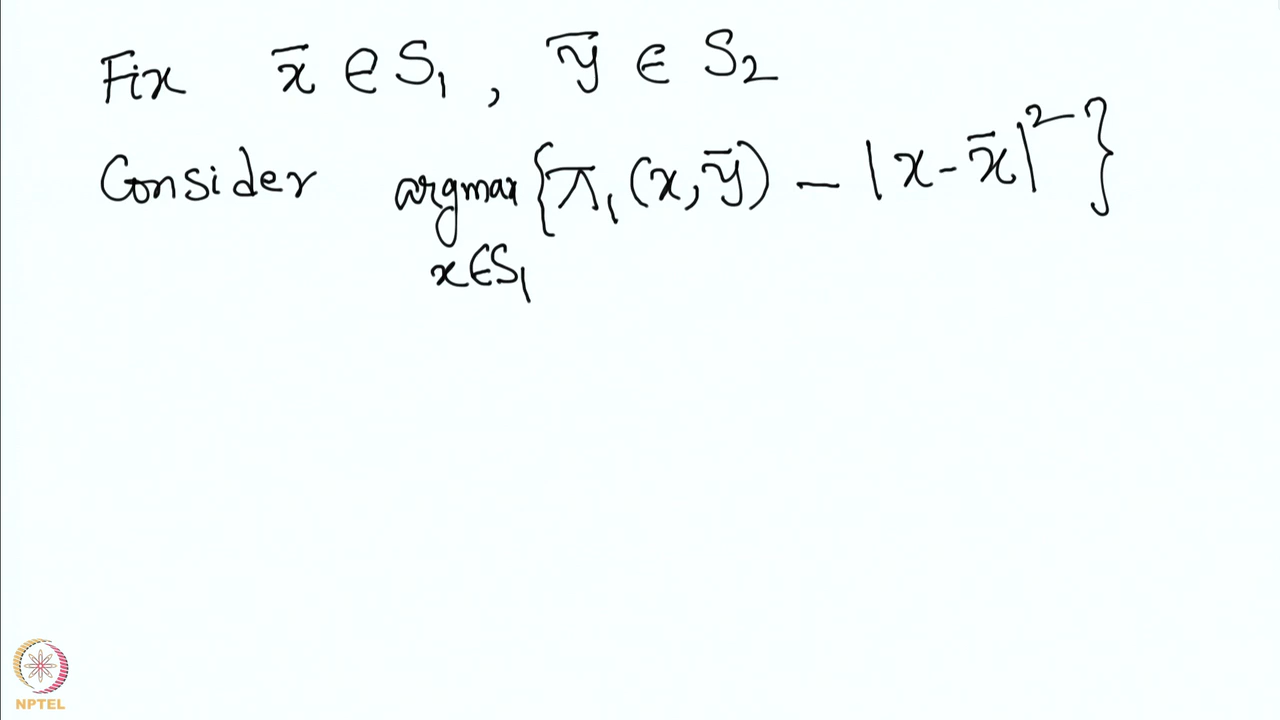 Fix x̄ ∈ S₁, ȳ ∈ S₂
Consider argmax {π₁(x, ȳ) − |x − x̄|²}
x∈S₁
NPTEL